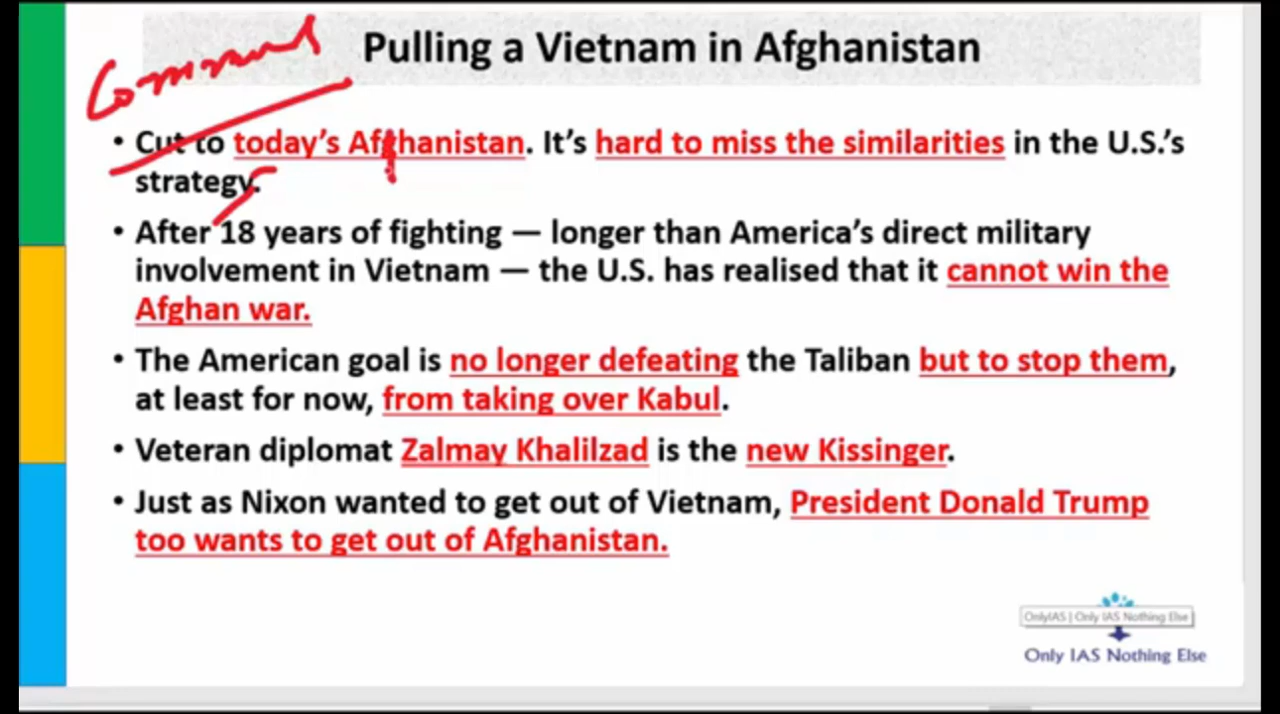 Pulling a Vietnam in Afghanistan
• Cut to today's Afghanistan. It's hard to miss the similarities in the U.S.'s
strategy.
• After 18 years of fighting — longer than America's direct military
involvement in Vietnam — the U.S. has realised that it cannot win the
Afghan war.
• The American goal is no longer defeating the Taliban but to stop them,
at least for now, from taking over Kabul.
• Veteran diplomat Zalmay Khalilzad is the new Kissinger.
• Just as Nixon wanted to get out of Vietnam, President Donald Trump
too wants to get out of Afghanistan.
OnlyIAS | Only IAS Nothing Else
Only IAS Nothing Else